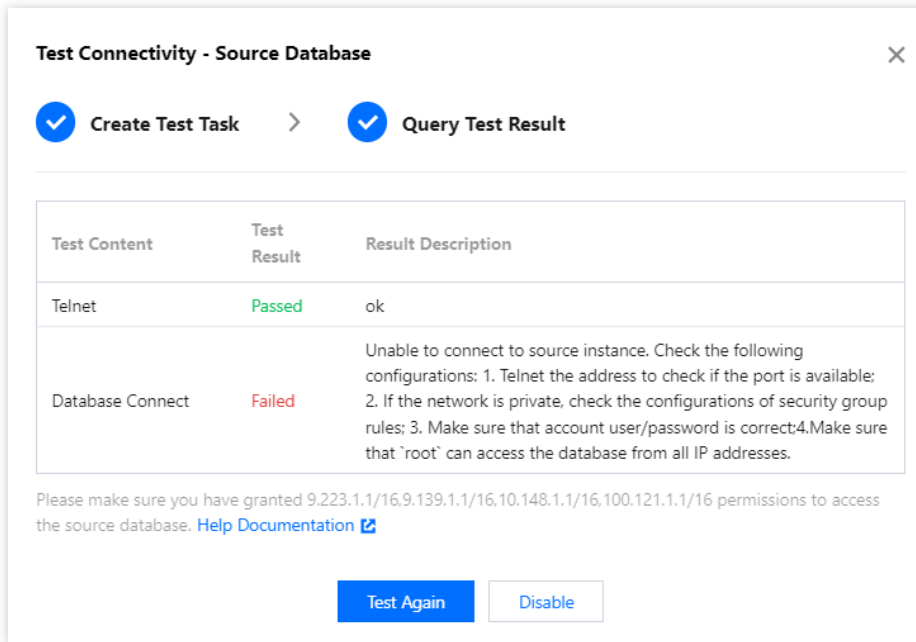 Test Connectivity - Source Database
Create Test Task
Query Test Result
Test Content
Test
Result
Result Description
Telnet
Passed
ok
Database Connect
Failed
Unable to connect to source instance. Check the following
configurations: 1. Telnet the address to check if the port is available;
2. If the network is private, check the configurations of security group
rules; 3. Make sure that account user/password is correct;4.Make sure
that `root` can access the database from all IP addresses.
Please make sure you have granted 9.223.1.1/16,9.139.1.1/16,10.148.1.1/16,100.121.1.1/16 permissions to access
the source database. Help Documentation
Test Again
Disable